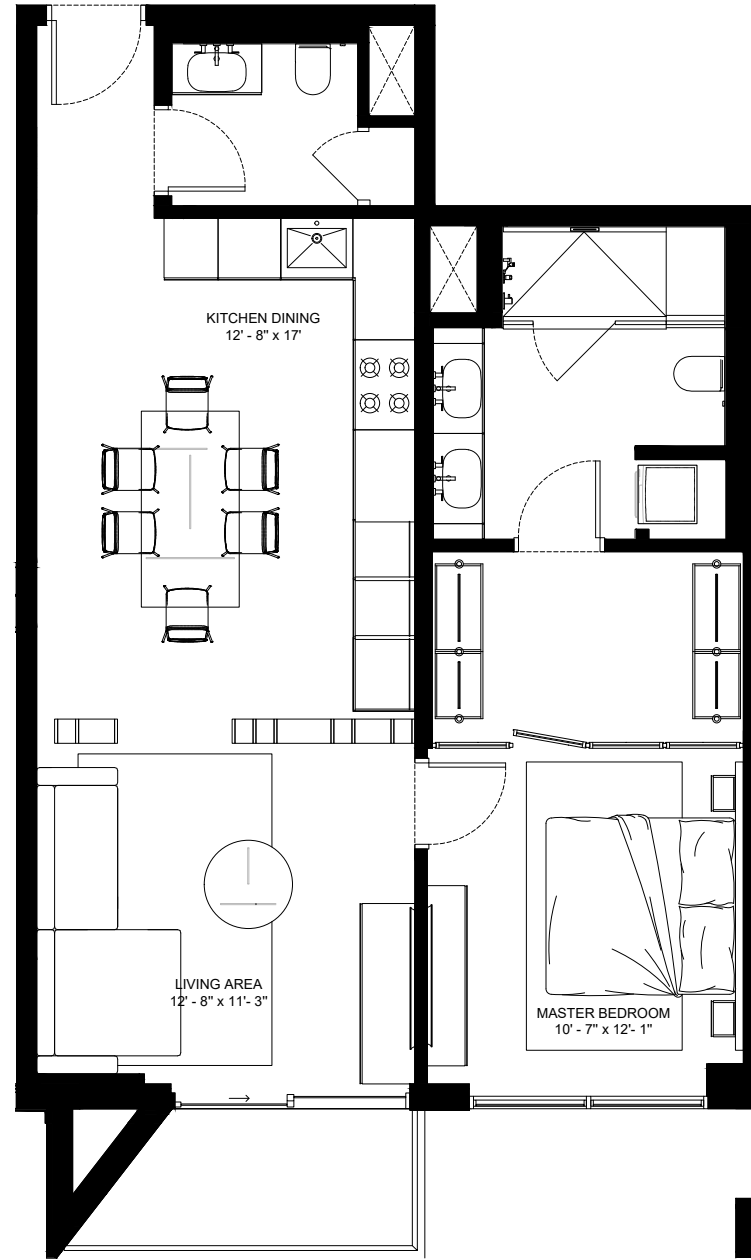 KITCHEN DINING
12' - 8" x 17'
LIVING AREA
12' - 8" x 11'- 3"
MASTER BEDROOM
10' - 7" x 12'- 1"